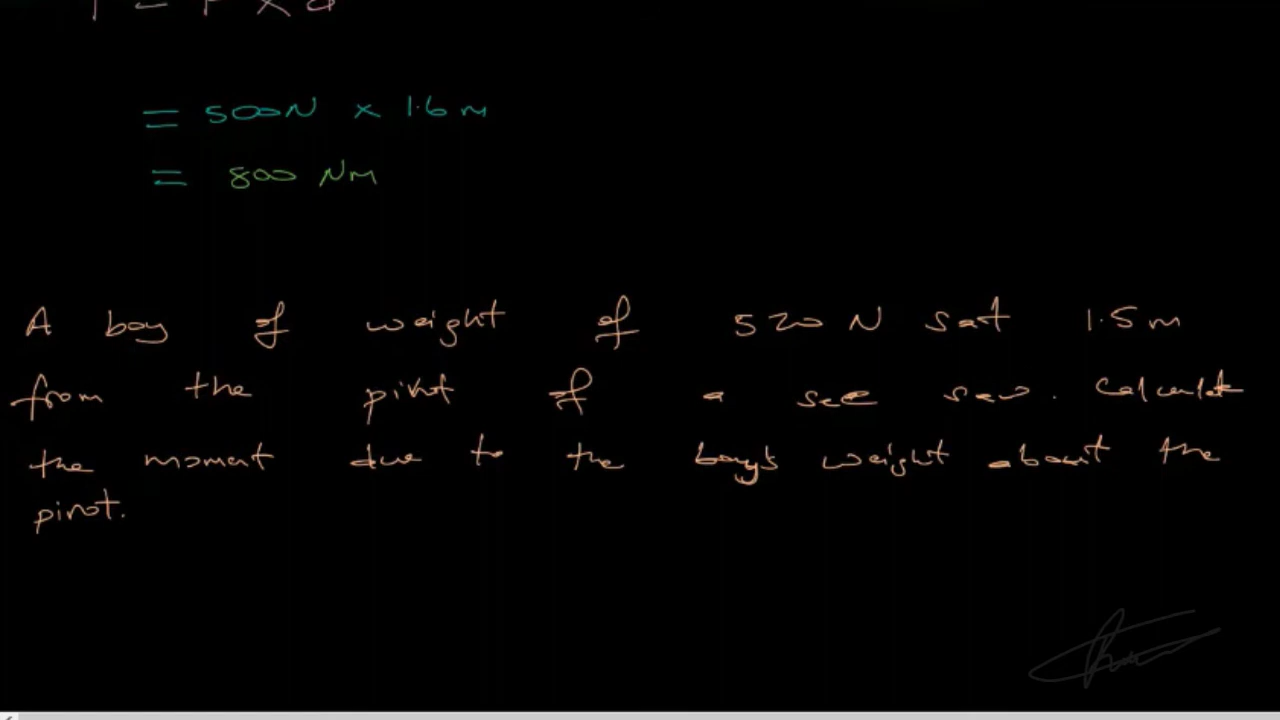 = 500N × 1.6 m
= 800 Nm
A boy of weight of 520 N sat 1.5m
from the pivot of a see saw. Calculate
the moment due to the boy's weight about the
pivot.